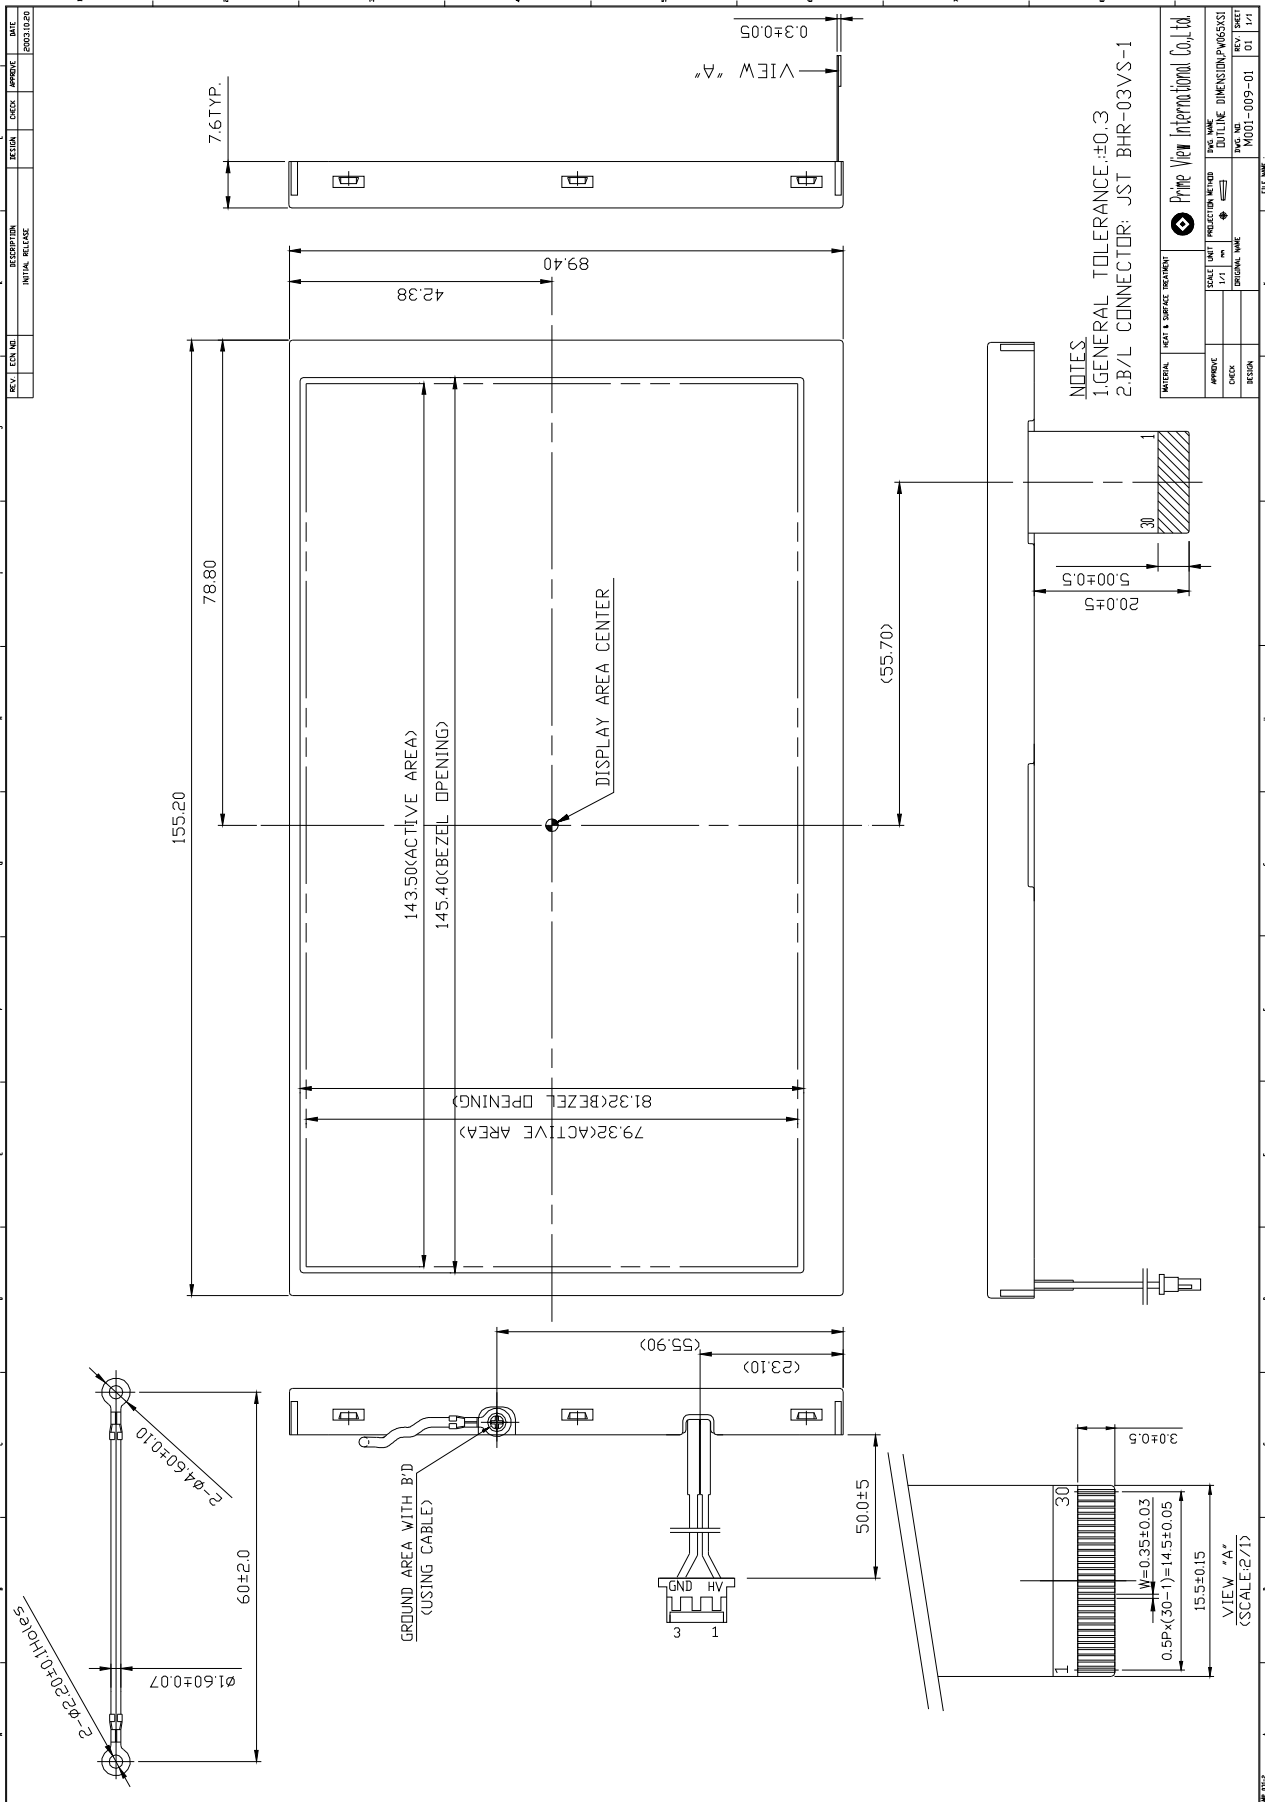 REV. ECN NO. DESCRIPTION DESIGN CHECK APPROVE DATE
INITIAL RELEASE 2003.10.20
2-ø2.20±0.1Holes
2-ø4.60±0.10
ø1.60±0.07
60±2.0
155.20
78.80
7.6TYP.
89.40
42.38
143.50(ACTIVE AREA)
145.40(BEZEL OPENING)
81.32(BEZEL OPENING)
79.32(ACTIVE AREA)
DISPLAY AREA CENTER
(55.70)
(55.90)
(23.10)
GROUND AREA WITH B'D
(USING CABLE)
50.0±5
GND HV
3 1
VIEW "A"
0.3±0.05
30 1
5.00±0.5
20.0±5
1 30
3.0±0.5
W=0.35±0.03
0.5Px(30-1)=14.5±0.05
15.5±0.15
VIEW "A"
(SCALE:2/1)
NOTES
1.GENERAL TOLERANCE:±0.3
2.B/L CONNECTOR: JST BHR-03VS-1
MATERIAL HEAT & SURFACE TREATMENT
Prime View International Co.,Ltd.
APPROVE
CHECK
DESIGN
SCALE UNIT PROJECTION METHOD
1/1 mm
DWG. NAME
OUTLINE DIMENSION,PW065XS1
ORIGINAL NAME
DWG. NO. REV. SHEET
M001-009-01 01 1/1